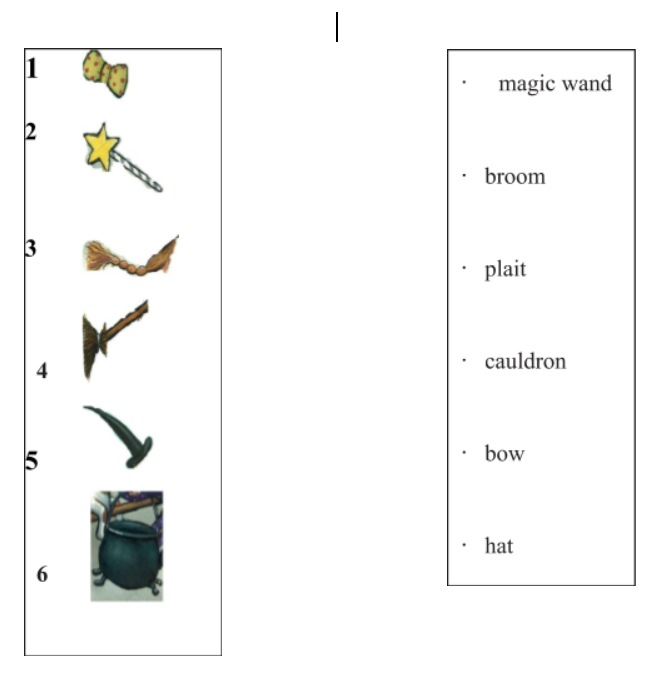 1
2
3
4
5
6
· magic wand
· broom
· plait
· cauldron
· bow
· hat